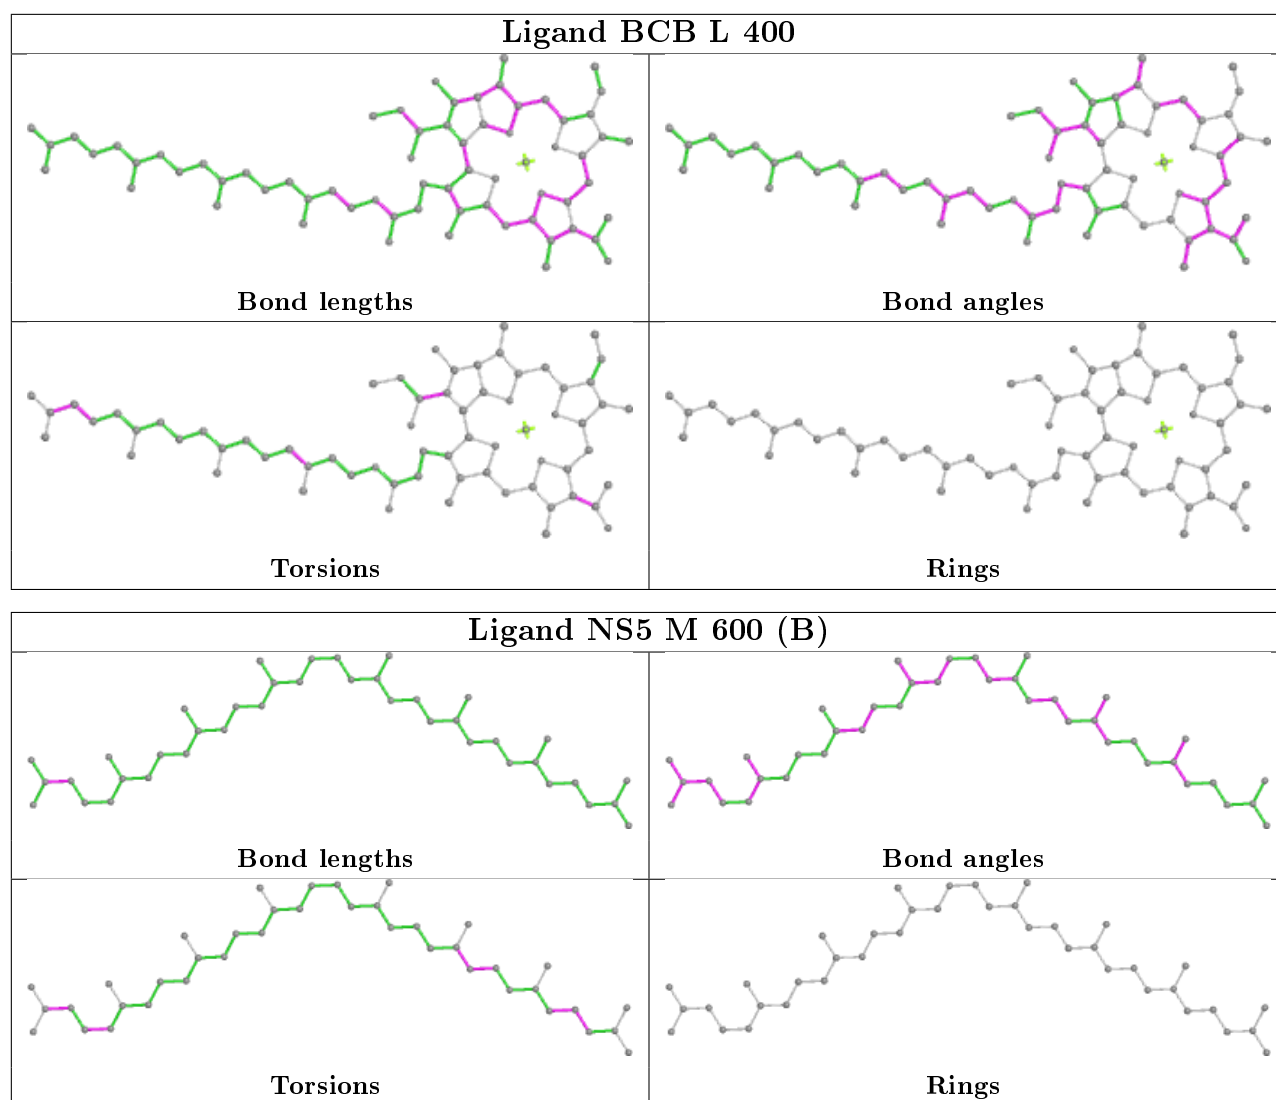 Ligand BCB L 400
Bond lengths
Bond angles
Torsions
Rings
Ligand NS5 M 600 (B)
Bond lengths
Bond angles
Torsions
Rings